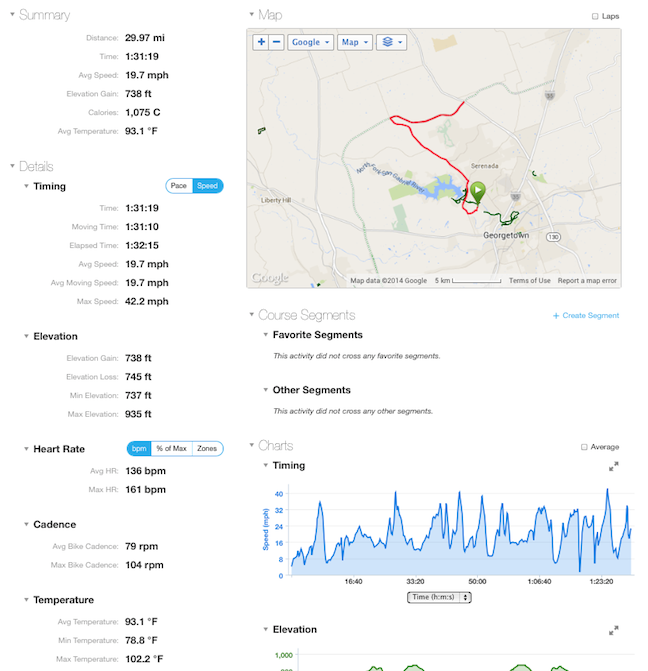 Summary
Distance: 29.97 mi
Time: 1:31:19
Avg Speed: 19.7 mph
Elevation Gain: 738 ft
Calories: 1,075 C
Avg Temperature: 93.1 °F
Details
Timing Pace Speed
Time: 1:31:19
Moving Time: 1:31:10
Elapsed Time: 1:32:15
Avg Speed: 19.7 mph
Avg Moving Speed: 19.7 mph
Max Speed: 42.2 mph
Elevation
Elevation Gain: 738 ft
Elevation Loss: 745 ft
Min Elevation: 737 ft
Max Elevation: 935 ft
Heart Rate bpm % of Max Zones
Avg HR: 136 bpm
Max HR: 161 bpm
Cadence
Avg Bike Cadence: 79 rpm
Max Bike Cadence: 104 rpm
Temperature
Avg Temperature: 93.1 °F
Min Temperature: 78.8 °F
Max Temperature: 102.2 °F
Map Laps
+ − Google Map
35
Serenada
San Gabriel River
Liberty Hill
35
Georgetown
130
Google Map data ©2014 Google 5 km Terms of Use Report a map error
Course Segments + Create Segment
Favorite Segments
This activity did not cross any favorite segments.
Other Segments
This activity did not cross any other segments.
Charts Average
Timing
Speed (mph)
40
32
24
16
8
0
16:40 33:20 50:00 1:06:40 1:23:20
Time (h:m:s)
Elevation
1,000